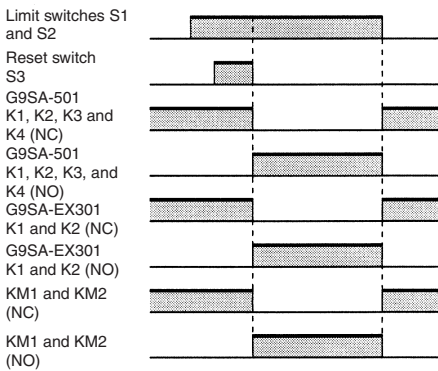 Limit switches S1
and S2
Reset switch
S3
G9SA-501
K1, K2, K3 and
K4 (NC)
G9SA-501
K1, K2, K3, and
K4 (NO)
G9SA-EX301
K1 and K2 (NC)
G9SA-EX301
K1 and K2 (NO)
KM1 and KM2
(NC)
KM1 and KM2
(NO)